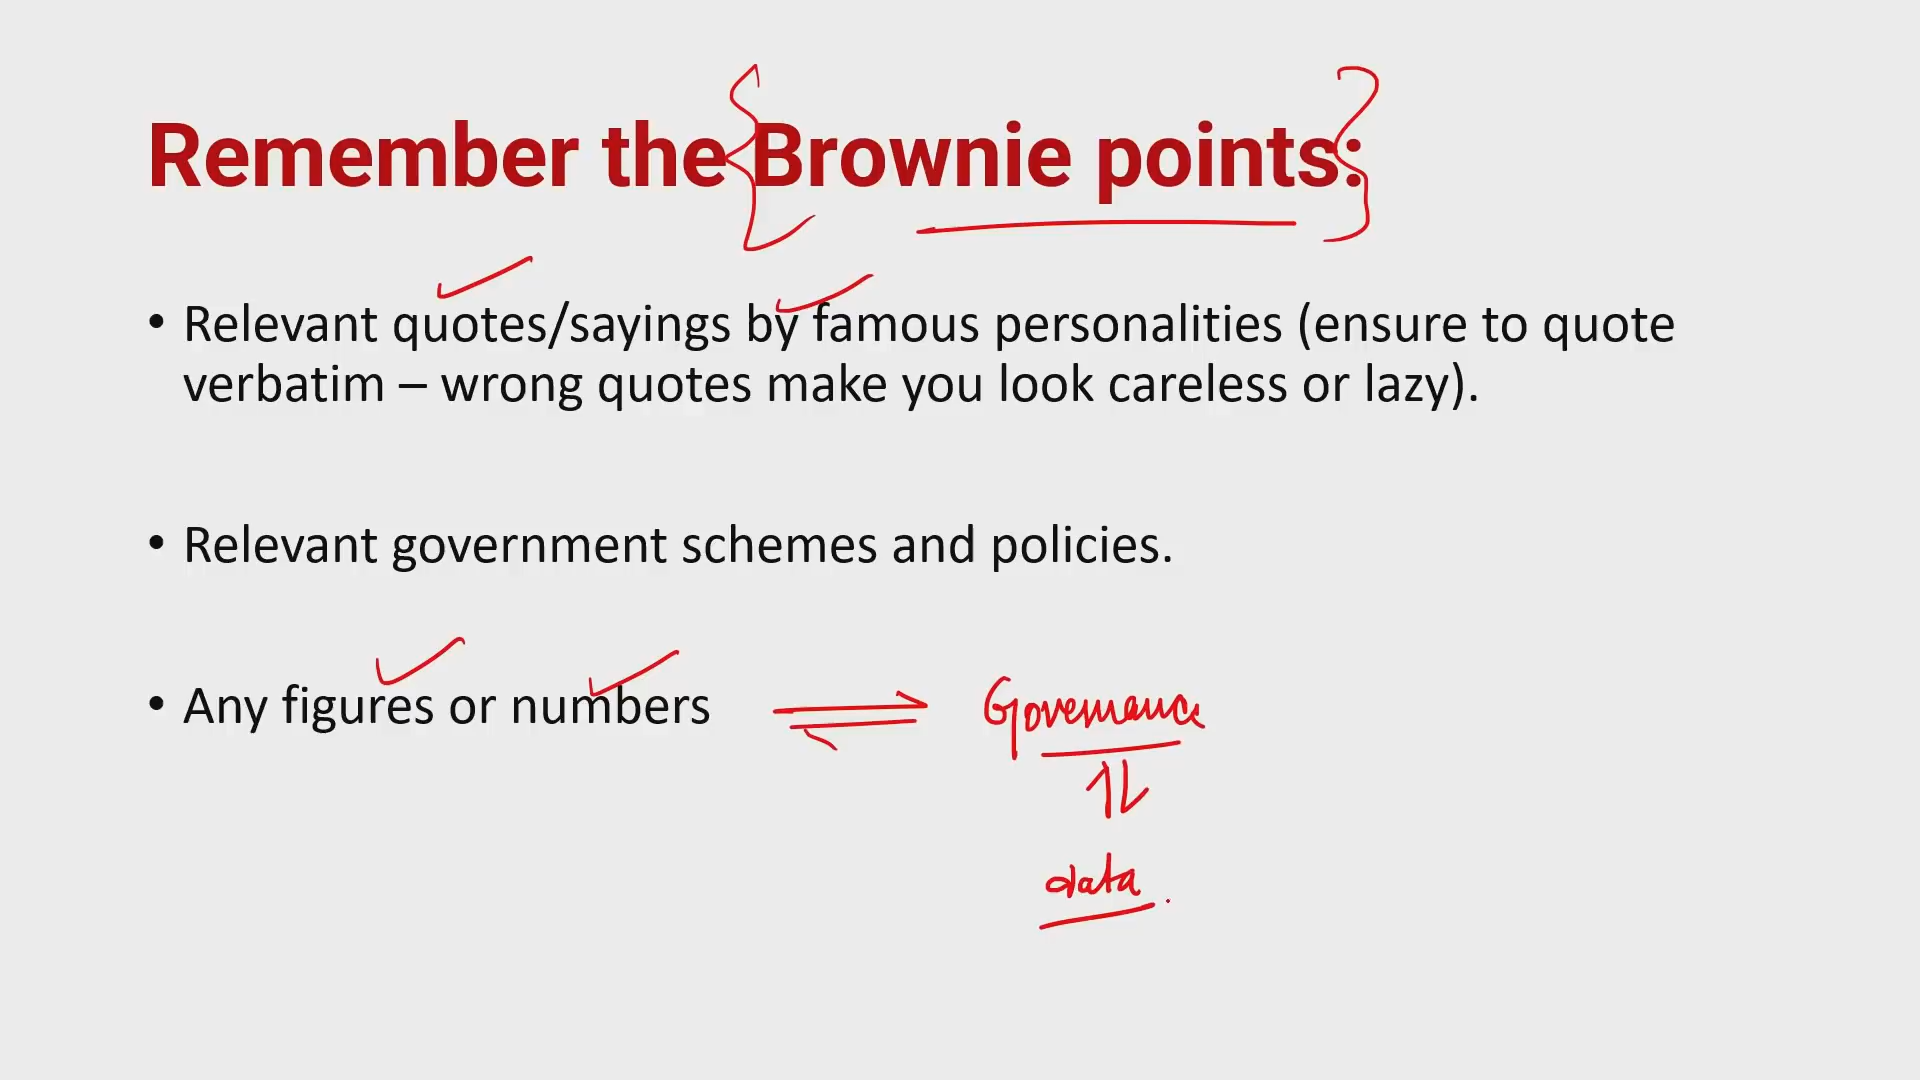 Remember the Brownie points:
• Relevant quotes/sayings by famous personalities (ensure to quote
verbatim – wrong quotes make you look careless or lazy).
• Relevant government schemes and policies.
• Any figures or numbers
Governance
data